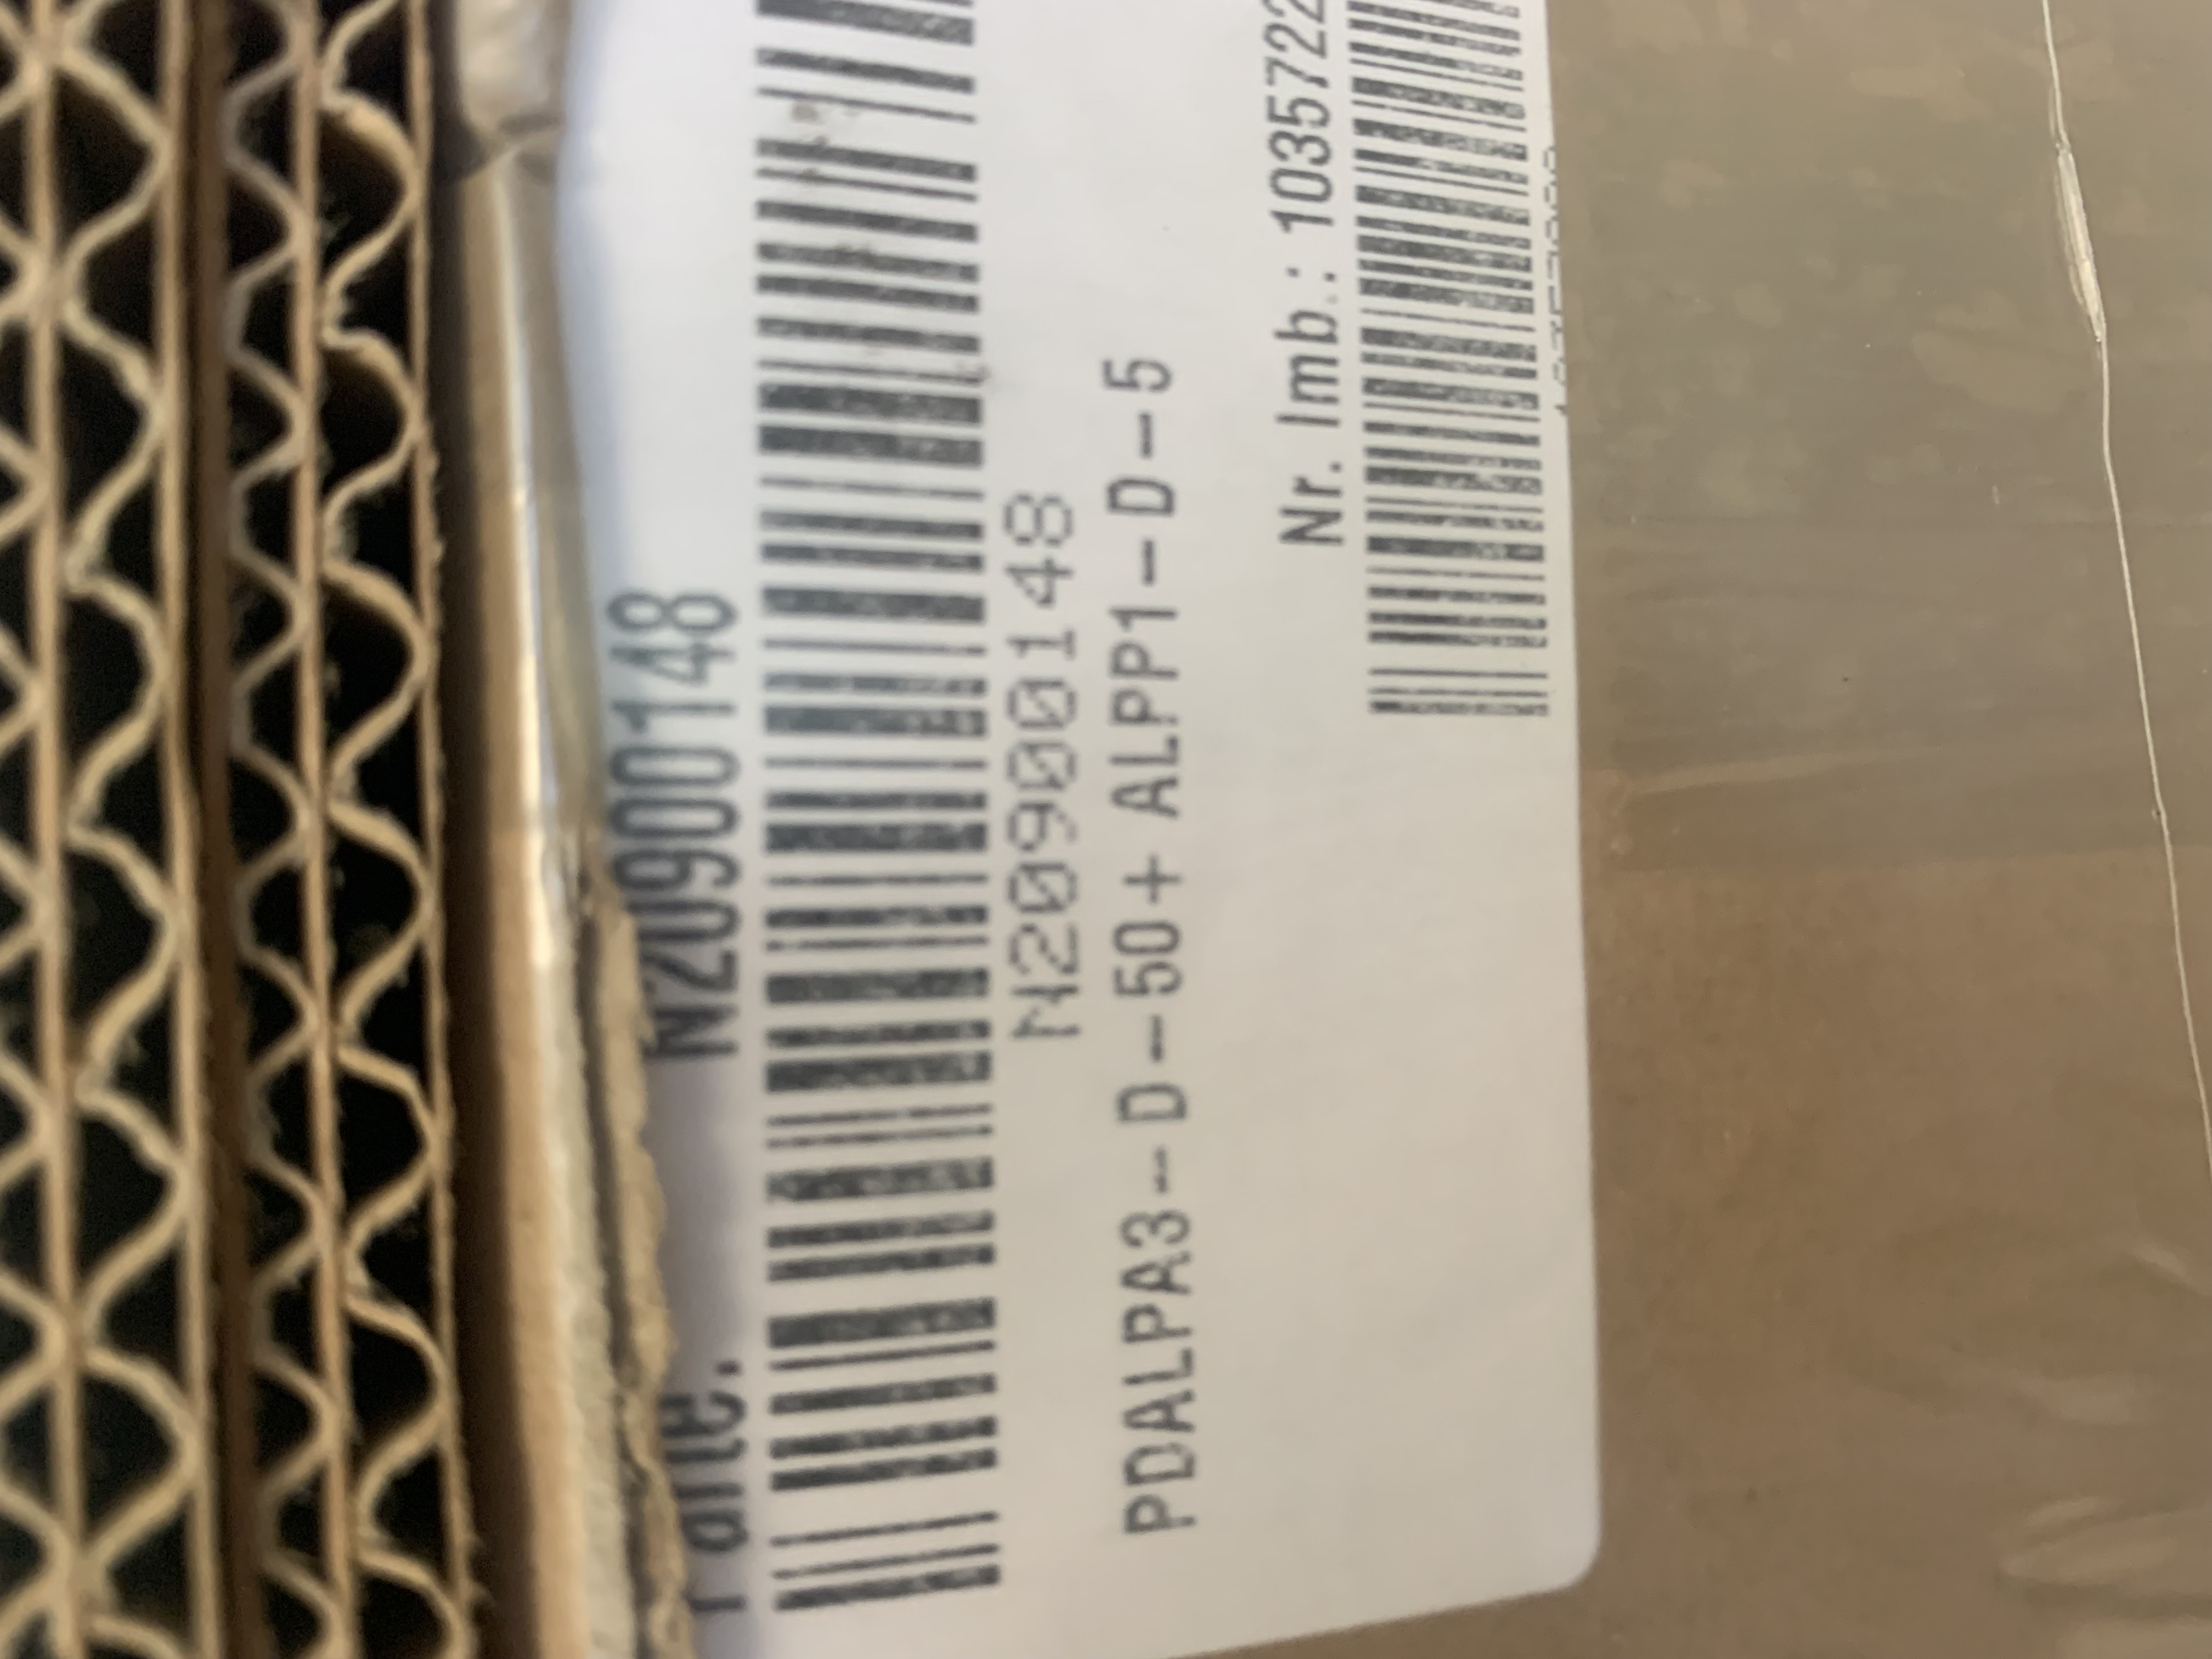 N20900148
N20900148
PDALPA3--D-50+ ALPP1-D-5
Nr. Imb.: 1035722